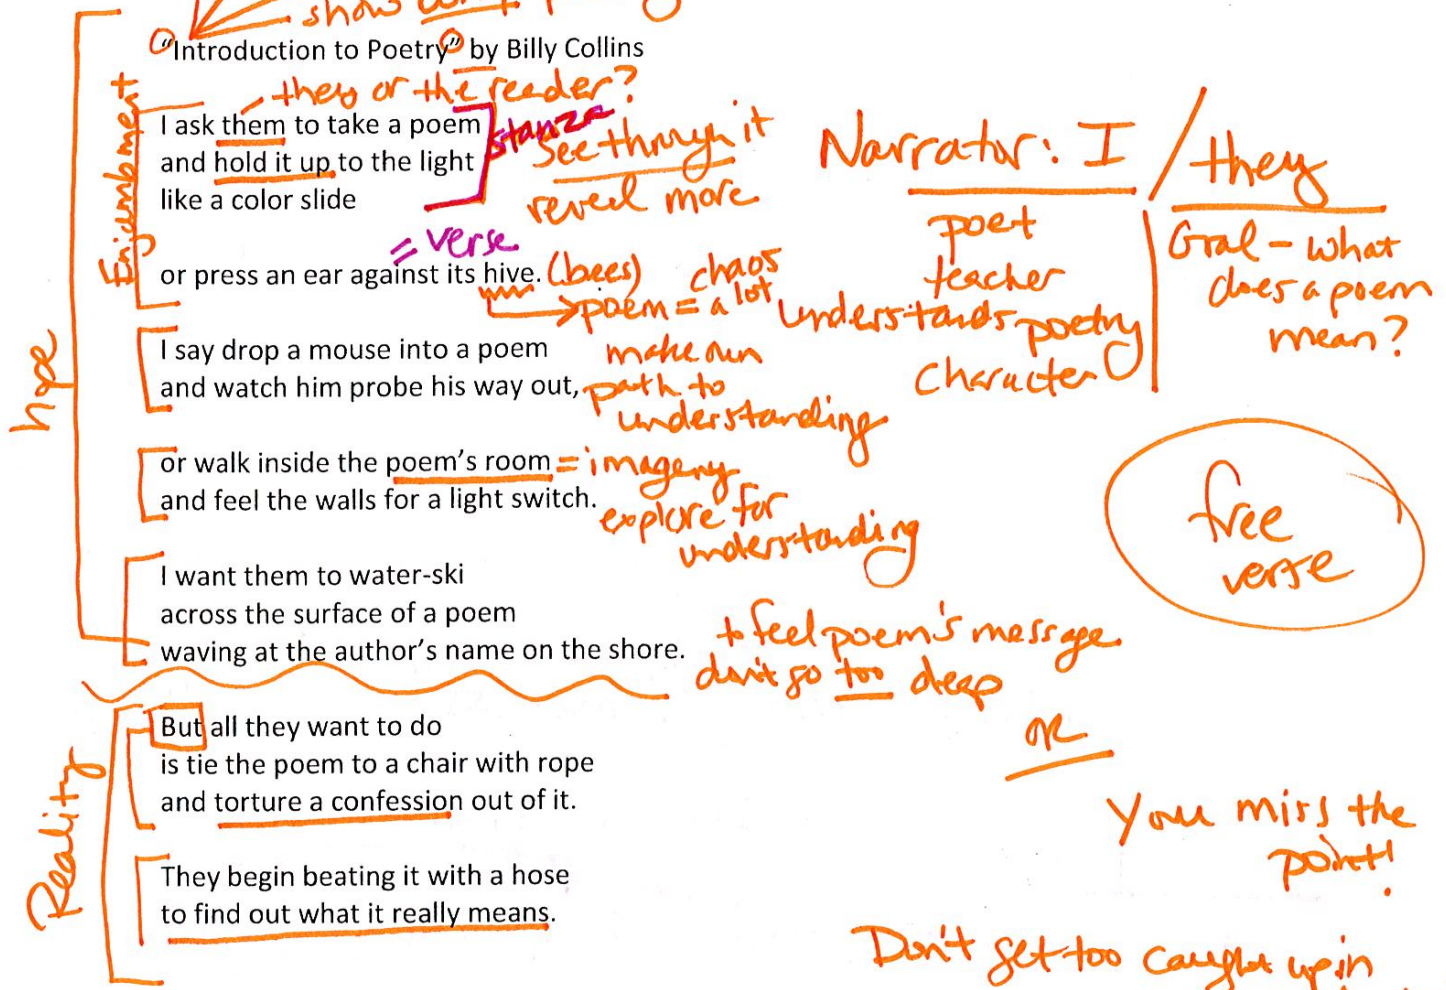 show
"Introduction to Poetry" by Billy Collins
they or the reader?
I ask them to take a poem
and hold it up to the light
like a color slide
stanza
see through it
reveal more
Enjambment
= verse
or press an ear against its hive. (bees) chaos
poem = a lot
I say drop a mouse into a poem
and watch him probe his way out,
make own
path to
understanding
or walk inside the poem's room = imagery
and feel the walls for a light switch.
explore for
understanding
I want them to water-ski
across the surface of a poem
waving at the author's name on the shore.
to feel poem's message
don't go too deep
hope
But all they want to do
is tie the poem to a chair with rope
and torture a confession out of it.
They begin beating it with a hose
to find out what it really means.
Reality
Narrator: I / they
poet
teacher
understands poetry
character
Goal - what
does a poem
mean?
free
verse
or
You miss the
point!
Don't get too caught up in